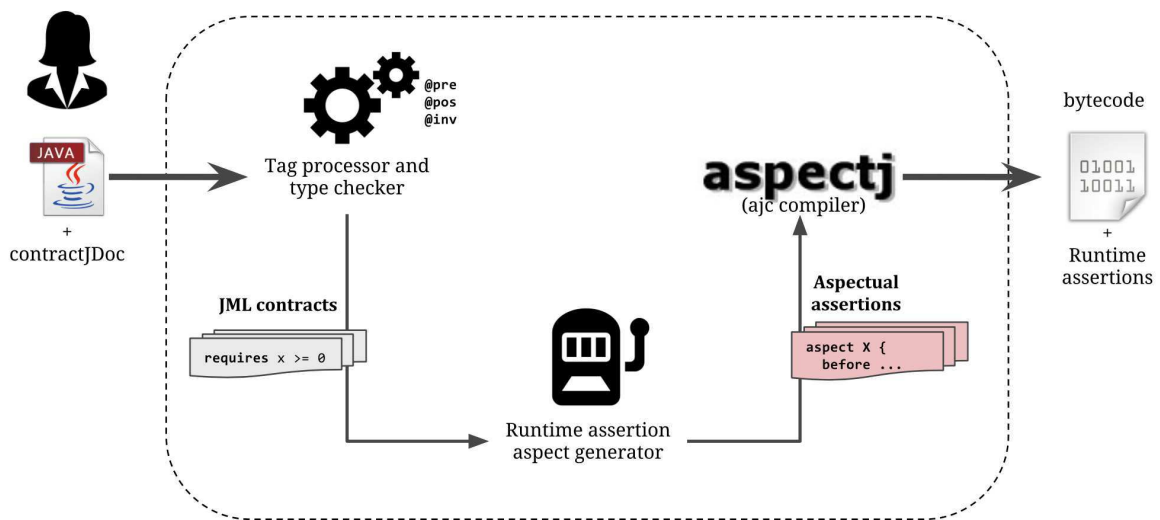 JAVA
+
contractJDoc
@pre
@pos
@inv
Tag processor and
type checker
JML contracts
requires x >= 0
Runtime assertion
aspect generator
Aspectual
assertions
aspect X {
before ...
aspectj
(ajc compiler)
bytecode
01001
10011
+
Runtime
assertions